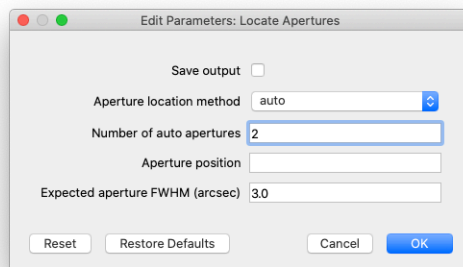 Edit Parameters: Locate Apertures
Save output
Aperture location method auto
Number of auto apertures 2
Aperture position
Expected aperture FWHM (arcsec) 3.0
Reset Restore Defaults Cancel OK